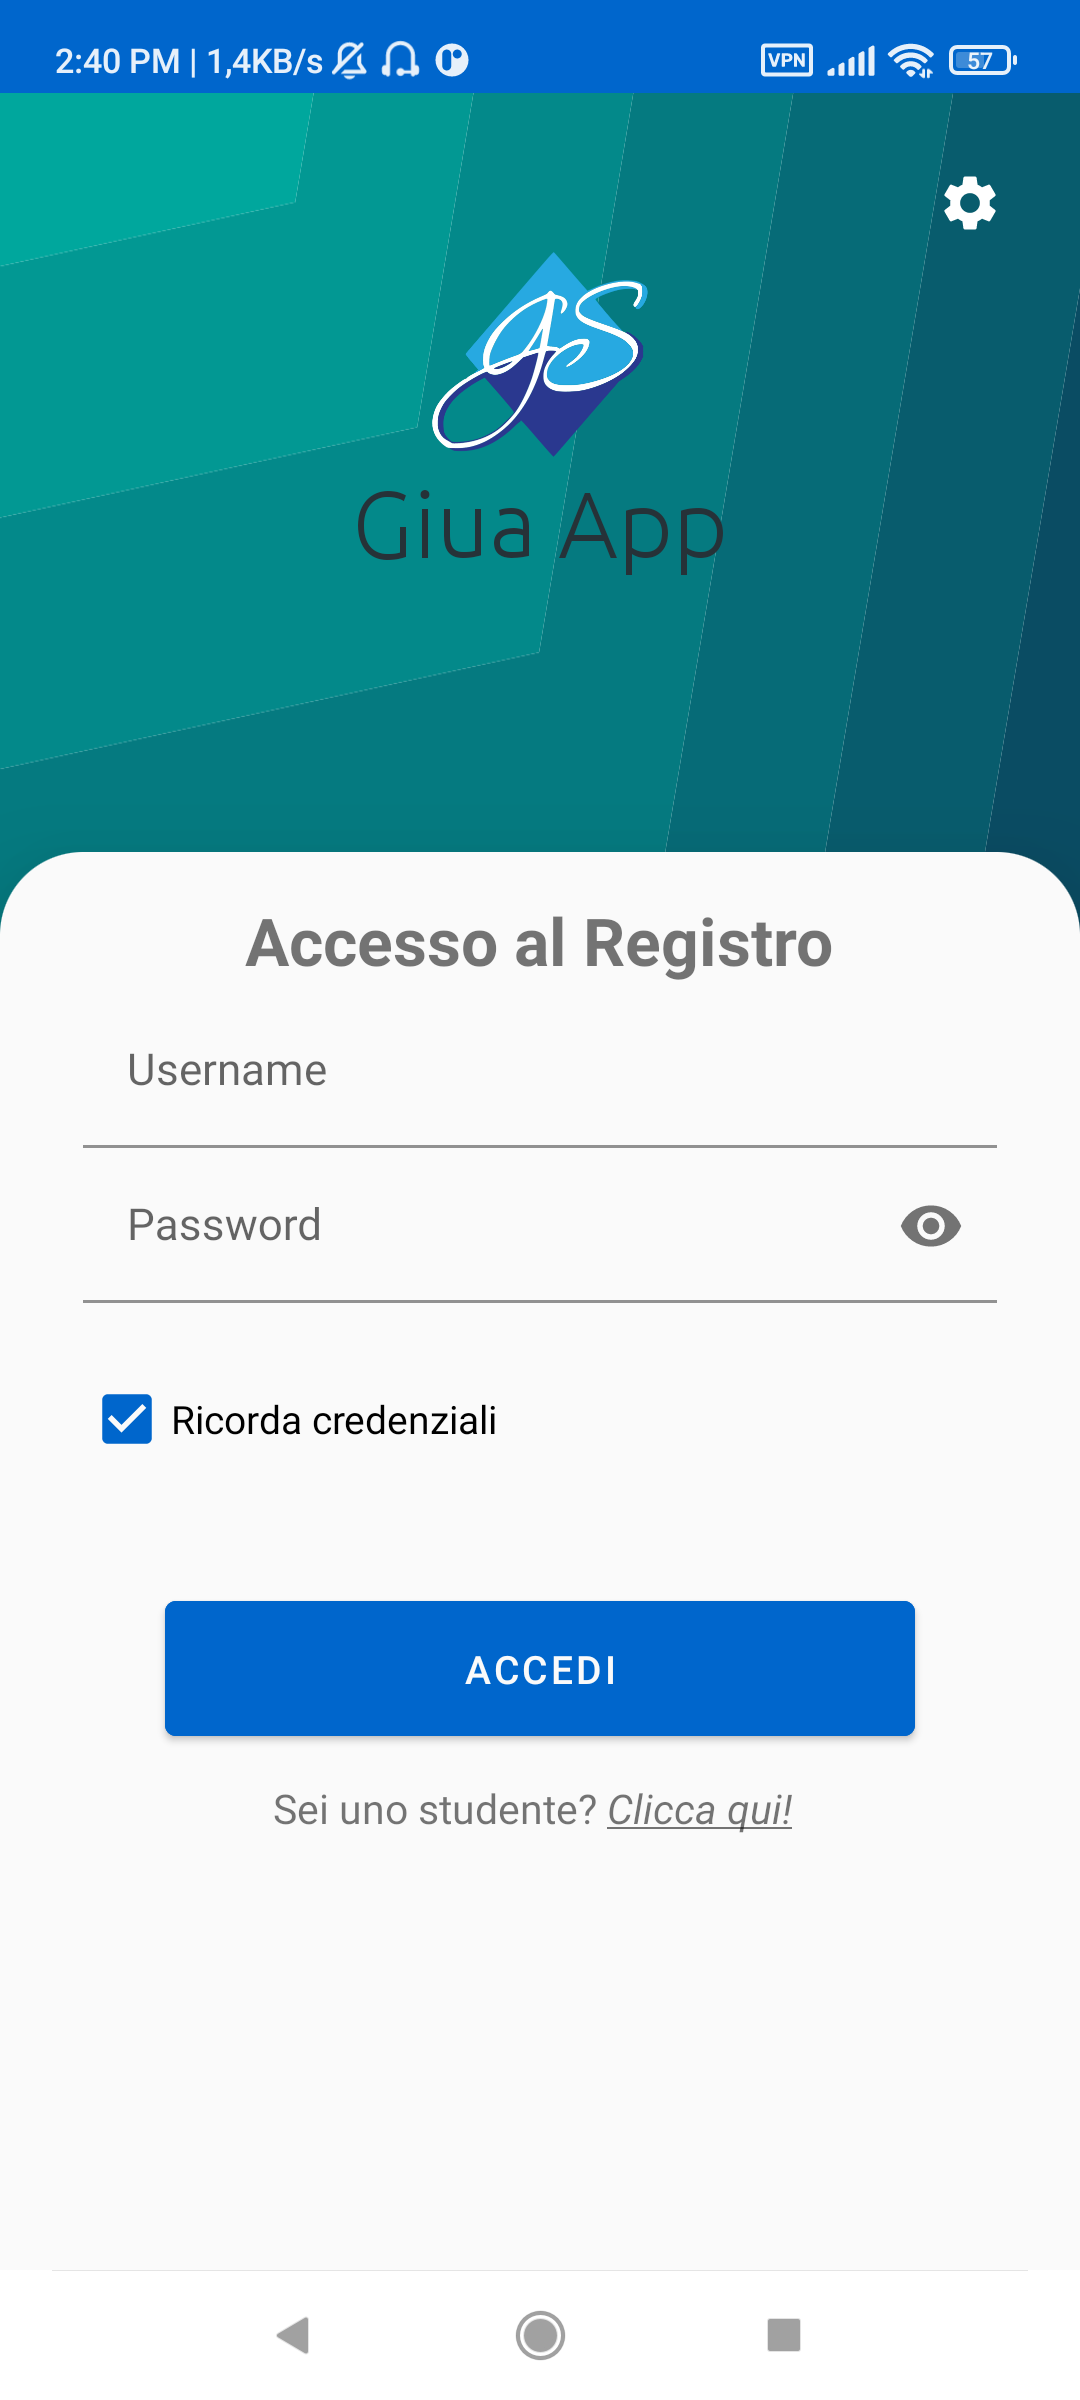 2:40 PM | 1,4KB/s VPN 57
gs
Giua App
Accesso al Registro
Username
Password
Ricorda credenziali
ACCEDI
Sei uno studente? Clicca qui!